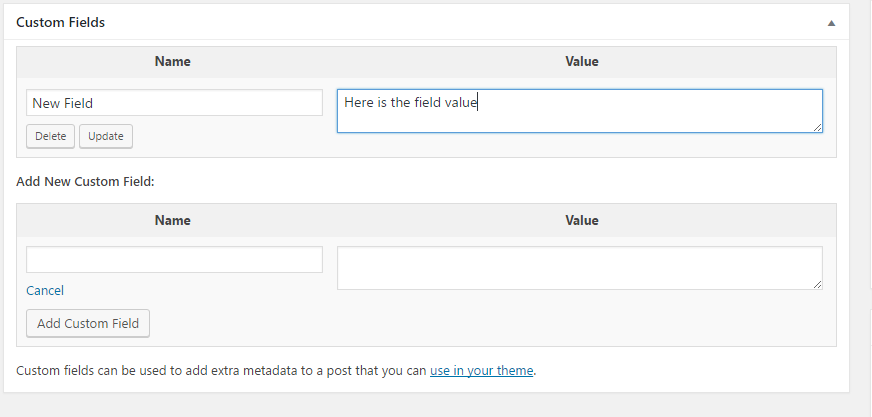 Custom Fields
Name Value
New Field Here is the field value
Delete Update
Add New Custom Field:
Name Value
Cancel
Add Custom Field
Custom fields can be used to add extra metadata to a post that you can use in your theme.